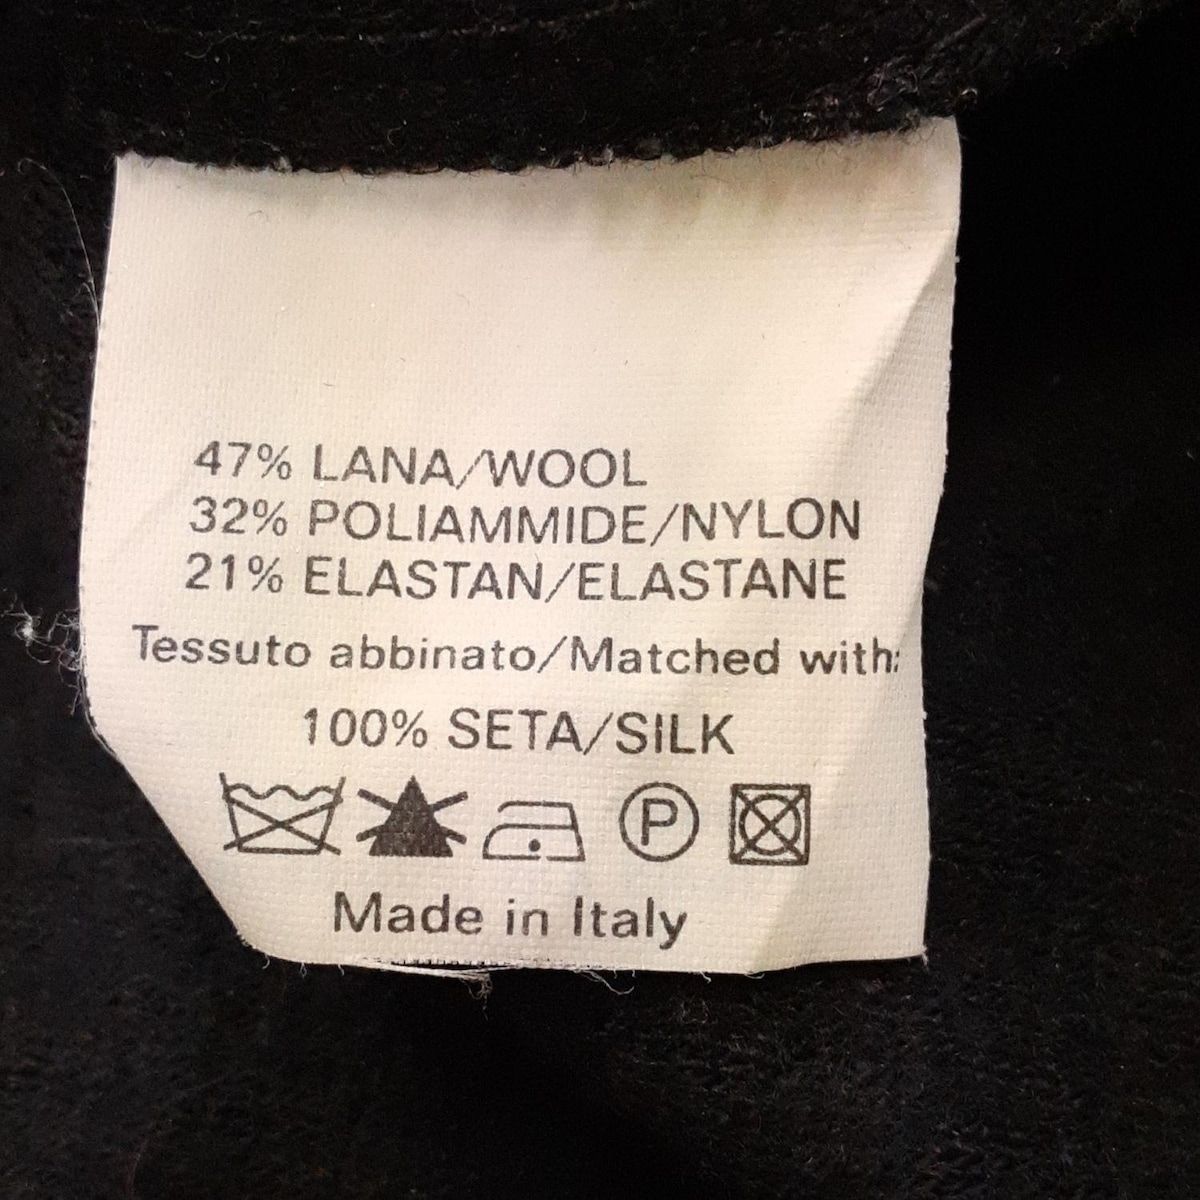 47% LANA/WOOL
32% POLIAMMIDE/NYLON
21% ELASTAN/ELASTANE
Tessuto abbinato/Matched with:
100% SETA/SILK
P
Made in Italy